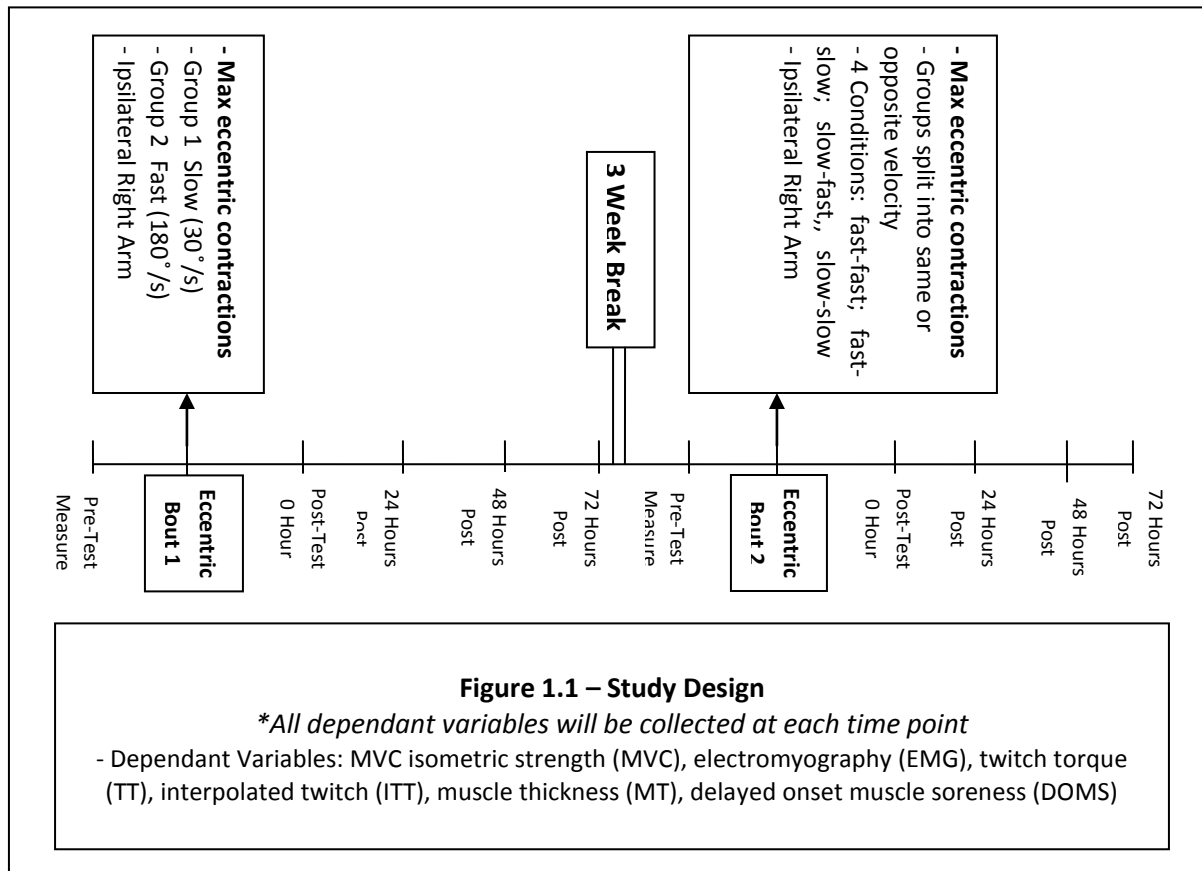 - Max eccentric contractions
- Group 1 Slow (30˚/s)
- Group 2 Fast (180˚/s)
- Ipsilateral Right Arm
3 Week Break
- Max eccentric contractions
- Groups split into same or
opposite velocity
- 4 Conditions: fast-fast; fast-
slow; slow-fast,, slow-slow
- Ipsilateral Right Arm
Pre-Test
Measure
Eccentric
Bout 1
Post-Test
0 Hour
24 Hours
Post
48 Hours
Post
72 Hours
Post
Pre-Test
Measure
Eccentric
Bout 2
Post-Test
0 Hour
24 Hours
Post
48 Hours
Post
72 Hours
Post
Figure 1.1 – Study Design
*All dependant variables will be collected at each time point
- Dependant Variables: MVC isometric strength (MVC), electromyography (EMG), twitch torque
(TT), interpolated twitch (ITT), muscle thickness (MT), delayed onset muscle soreness (DOMS)